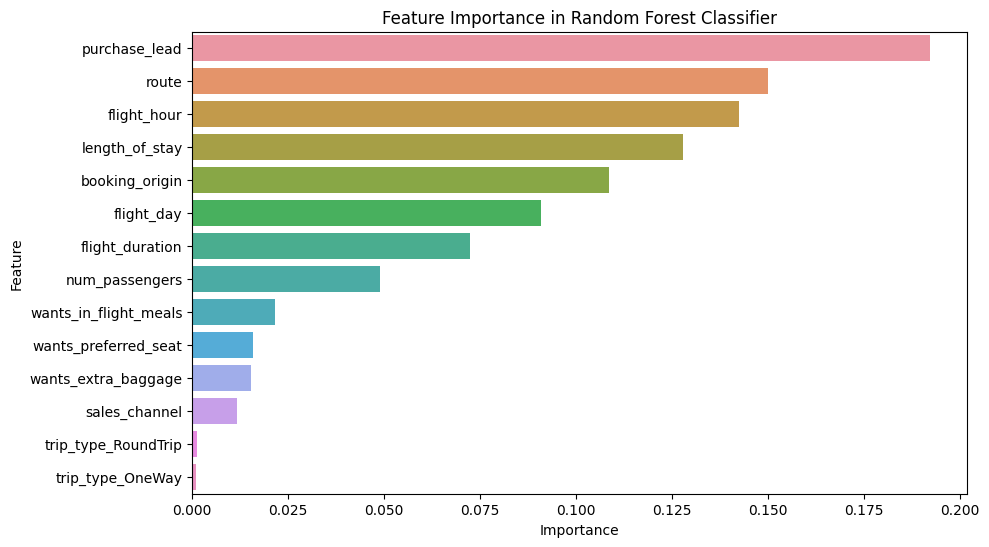 Feature Importance in Random Forest Classifier
purchase_lead
route
flight_hour
length_of_stay
booking_origin
flight_day
flight_duration
num_passengers
wants_in_flight_meals
wants_preferred_seat
wants_extra_baggage
sales_channel
trip_type_RoundTrip
trip_type_OneWay
Feature
0.000 0.025 0.050 0.075 0.100 0.125 0.150 0.175 0.200
Importance